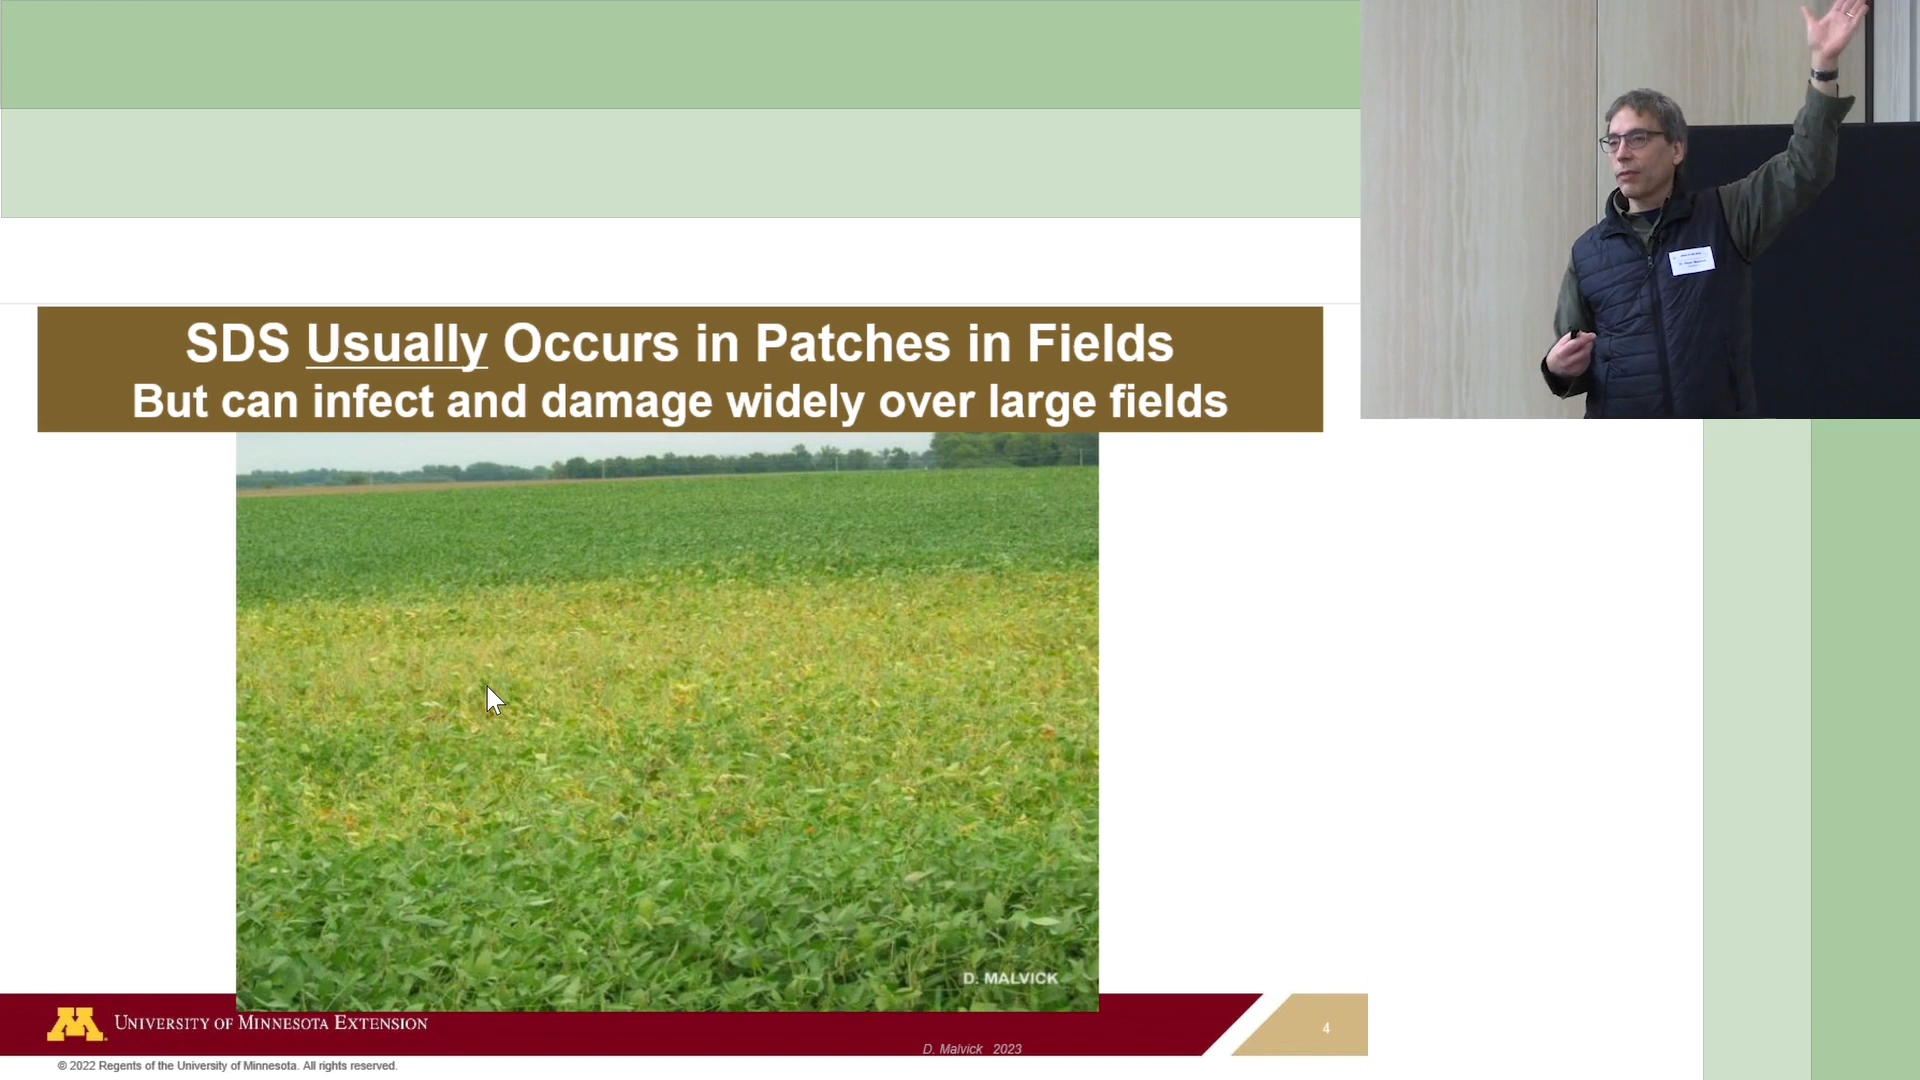 SDS Usually Occurs in Patches in Fields
But can infect and damage widely over large fields
D. MALVICK
UNIVERSITY OF MINNESOTA EXTENSION
4
D. Malvick 2023
© 2022 Regents of the University of Minnesota. All rights reserved.